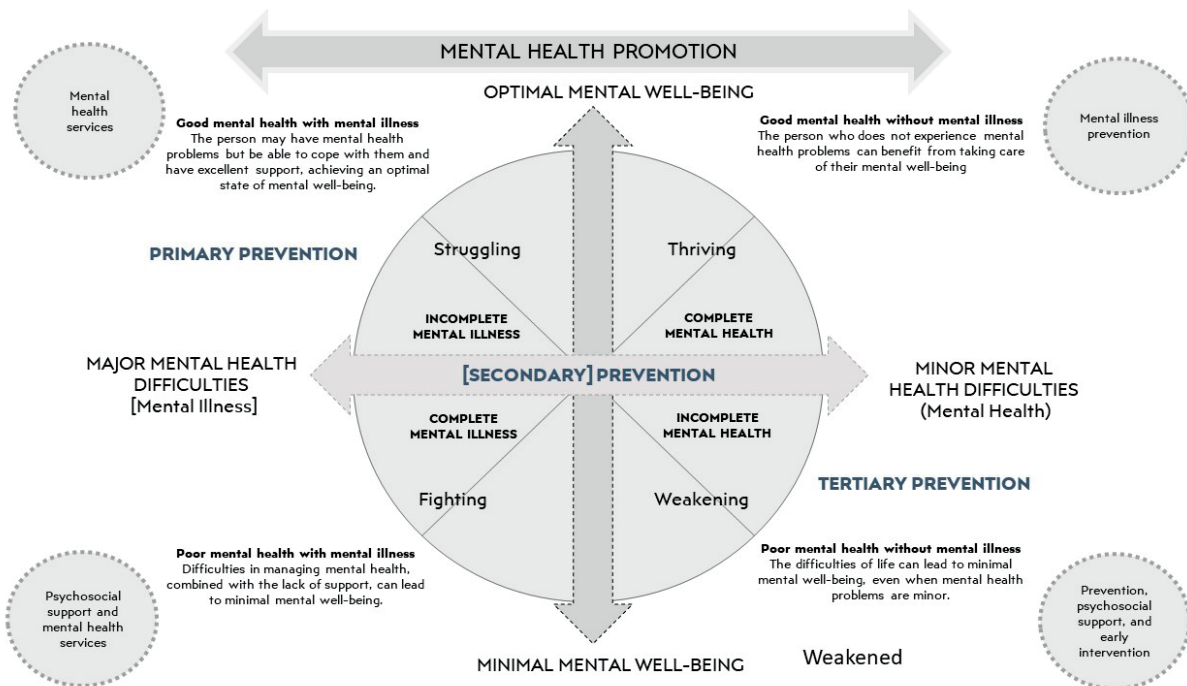 MENTAL HEALTH PROMOTION
OPTIMAL MENTAL WELL-BEING
Mental
health
services
Good mental health with mental illness
The person may have mental health
problems but be able to cope with them and
have excellent support, achieving an optimal
state of mental well-being.
Good mental health without mental illness
The person who does not experience mental
health problems can benefit from taking care
of their mental well-being
Mental illness
prevention
PRIMARY PREVENTION
Struggling
Thriving
INCOMPLETE
MENTAL ILLNESS
COMPLETE
MENTAL HEALTH
MAJOR MENTAL HEALTH
DIFFICULTIES
[Mental Illness]
[SECONDARY] PREVENTION
MINOR MENTAL
HEALTH DIFFICULTIES
(Mental Health)
COMPLETE
MENTAL ILLNESS
INCOMPLETE
MENTAL HEALTH
Fighting
Weakening
TERTIARY PREVENTION
Poor mental health with mental illness
Difficulties in managing mental health,
combined with the lack of support, can lead
to minimal mental well-being.
Poor mental health without mental illness
The difficulties of life can lead to minimal
mental well-being, even when mental health
problems are minor.
Psychosocial
support and
mental health
services
Prevention,
psychosocial
support, and
early
intervention
MINIMAL MENTAL WELL-BEING
Weakened